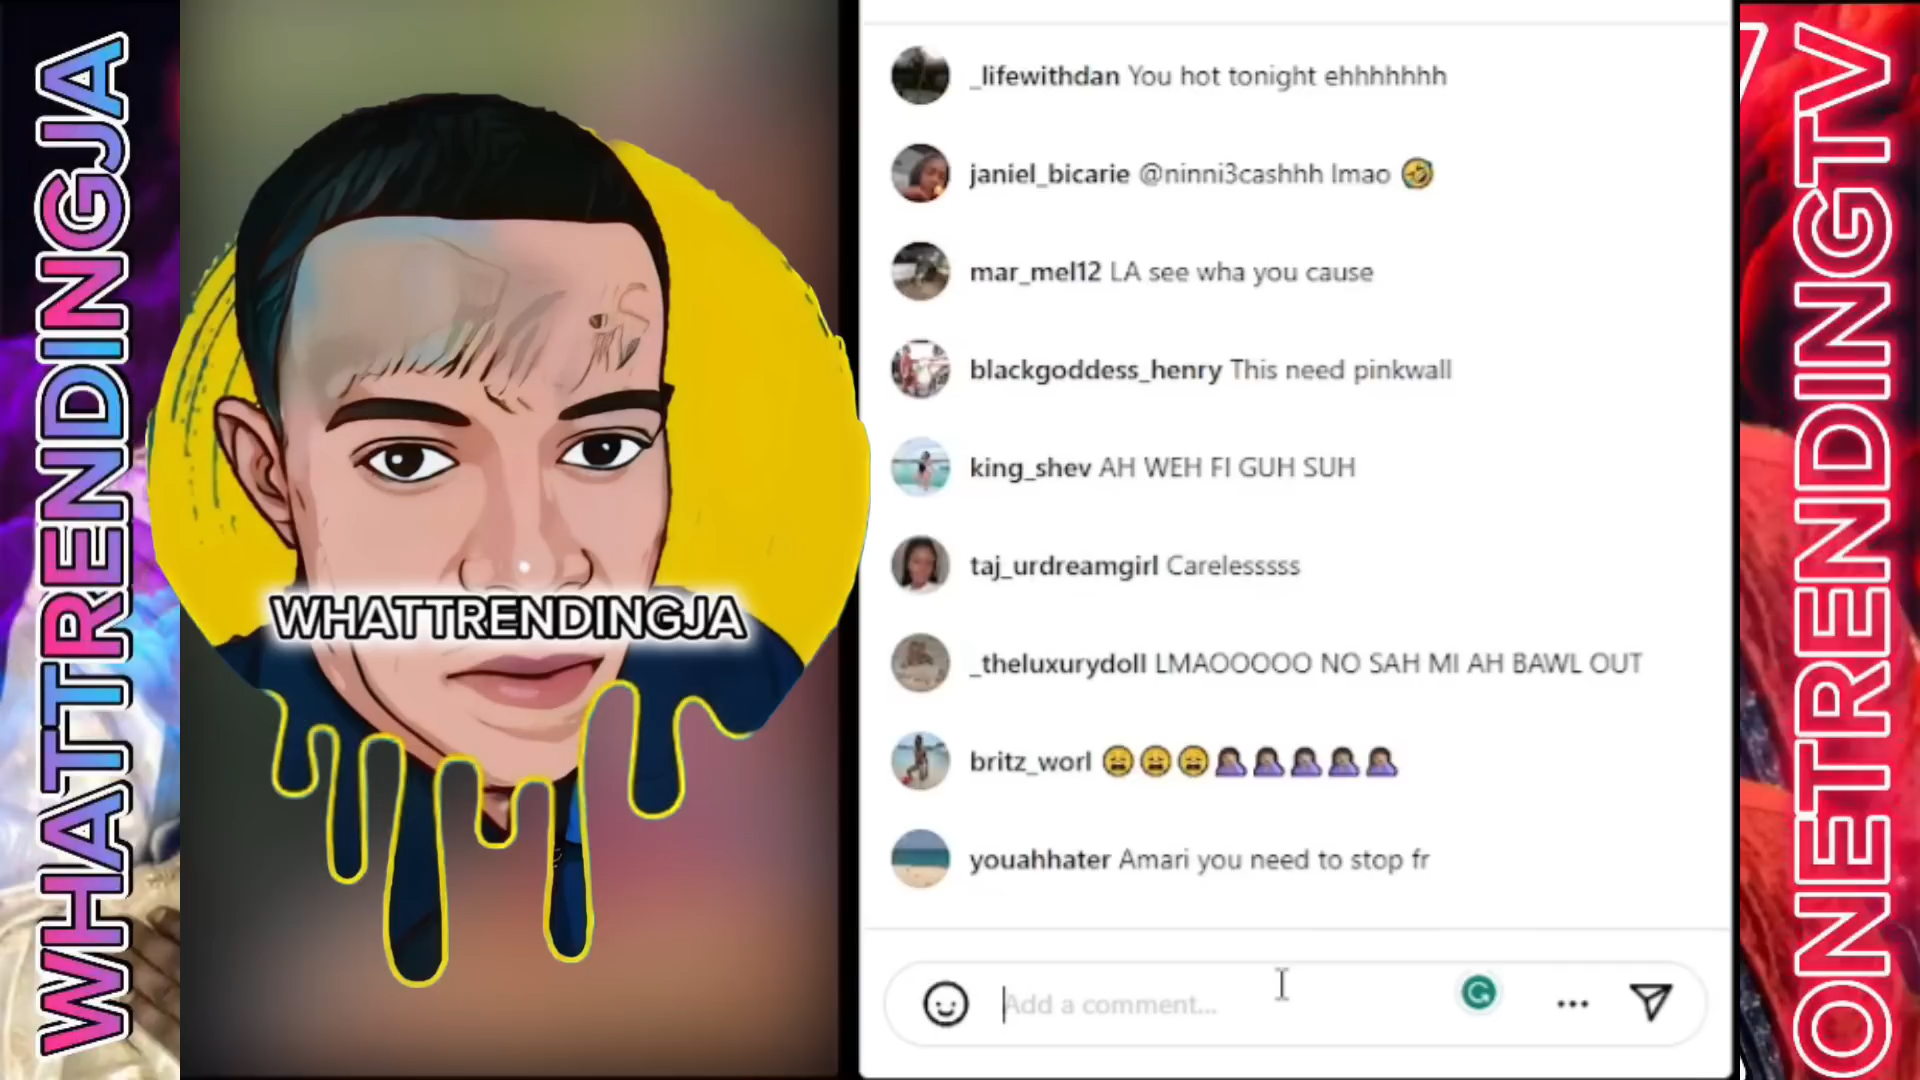 WHATTRENDINGJA
WHATTRENDINGJA
_lifewithdan You hot tonight ehhhhhhh
janiel_bicarie @ninni3cashhh lmao 🤣
mar_mel12 LA see wha you cause
blackgoddess_henry This need pinkwall
king_shev AH WEH FI GUH SUH
taj_urdreamgirl Carelesssss
_theluxurydoll LMAOOOOO NO SAH MI AH BAWL OUT
britz_worl 😩😩😩🤦🏽‍♀️🤦🏽‍♀️🤦🏽‍♀️🤦🏽‍♀️🤦🏽‍♀️
youahhater Amari you need to stop fr
Add a comment...
ONETRENDINGTV